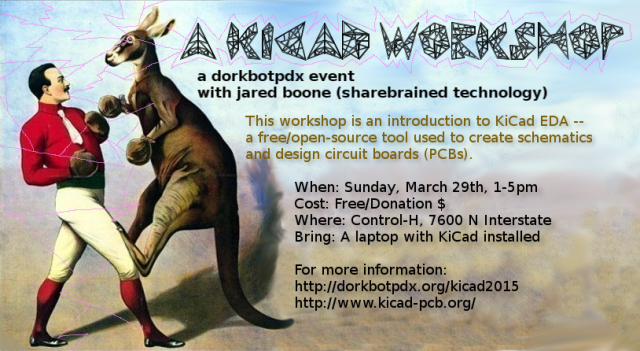 A KICAD WORKSHOP
a dorkbotpdx event
with jared boone (sharebrained technology)
This workshop is an introduction to KiCad EDA --
a free/open-source tool used to create schematics
and design circuit boards (PCBs).
When: Sunday, March 29th, 1-5pm
Cost: Free/Donation $
Where: Control-H, 7600 N Interstate
Bring: A laptop with KiCad installed
For more information:
http://dorkbotpdx.org/kicad2015
http://www.kicad-pcb.org/